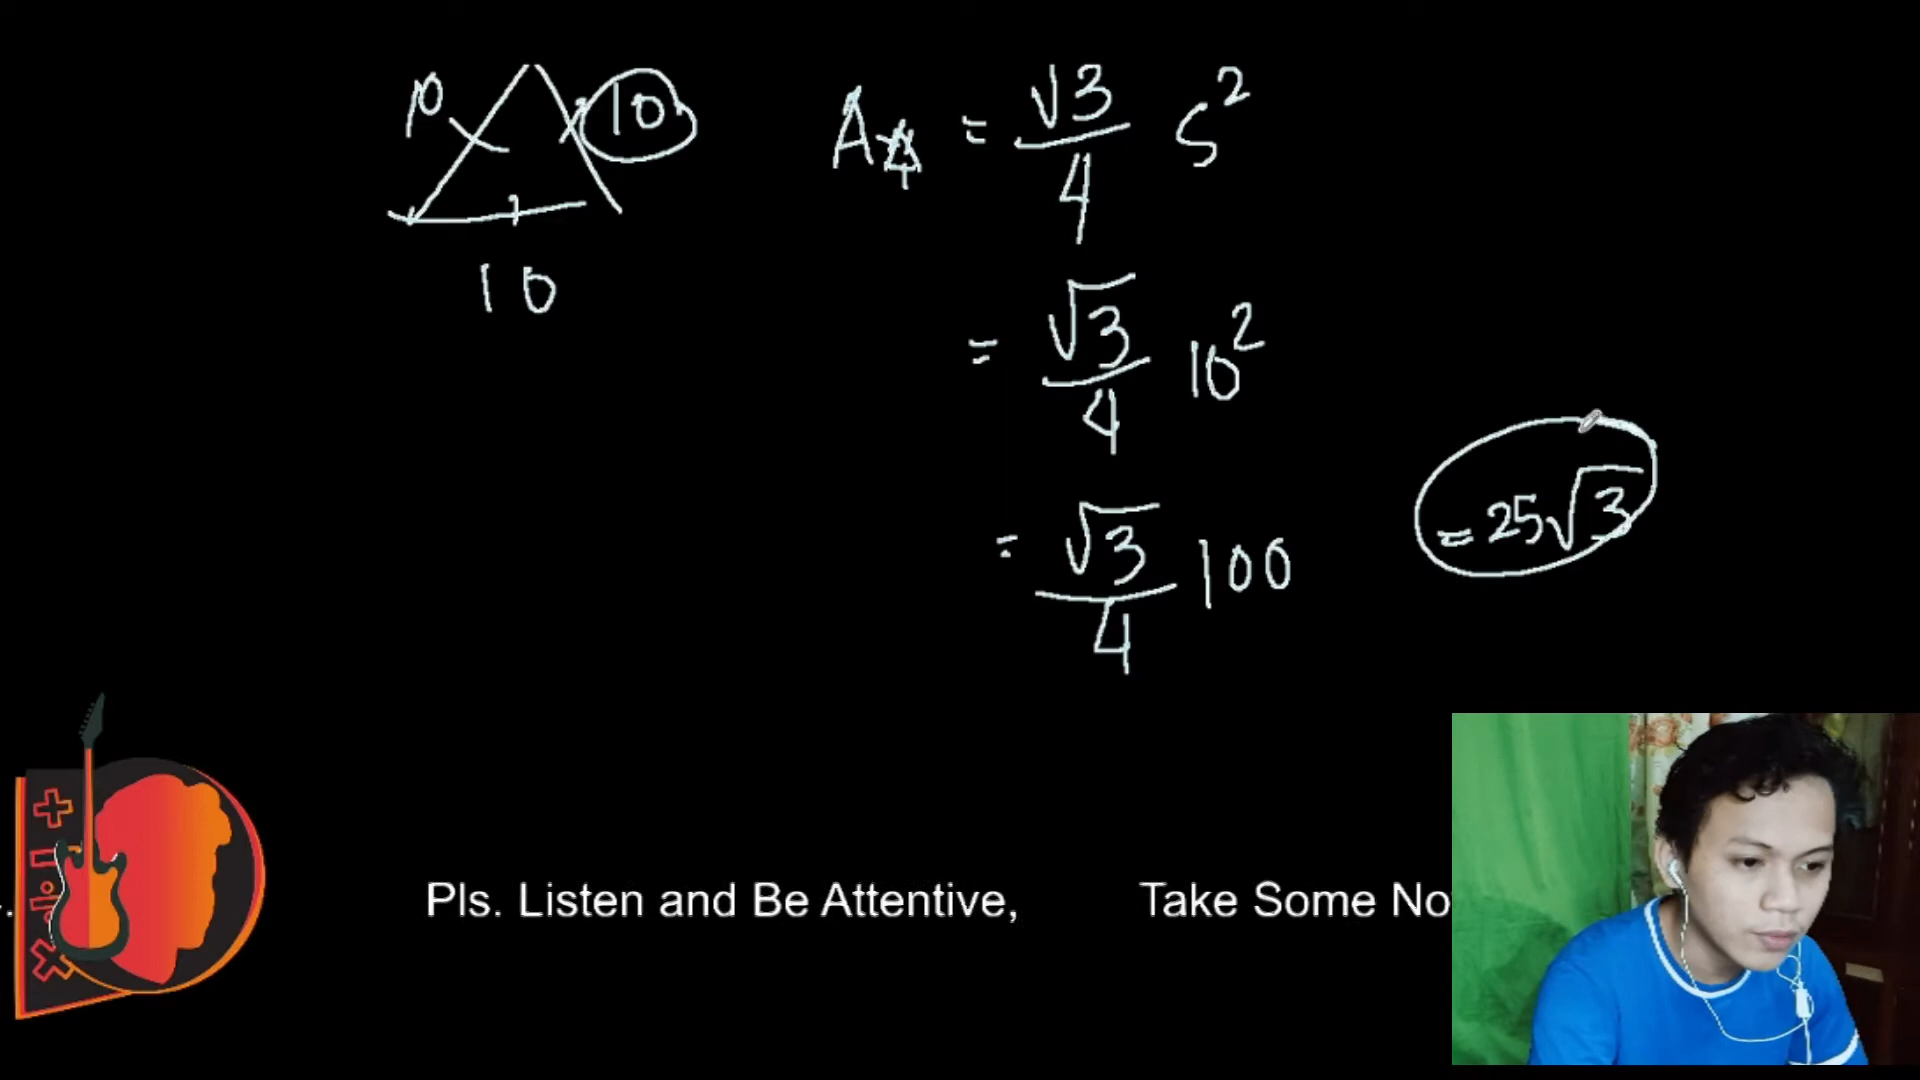 10
10
10
A△ = √3/4 S²
= √3/4 10²
= √3/4 100
= 25√3
Pls. Listen and Be Attentive,
Take Some No